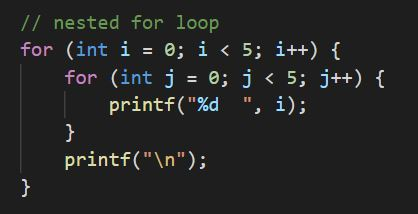 // nested for loop
for (int i = 0; i < 5; i++) {
    for (int j = 0; j < 5; j++) {
        printf("%d  ", i);
    }
    printf("\n");
}